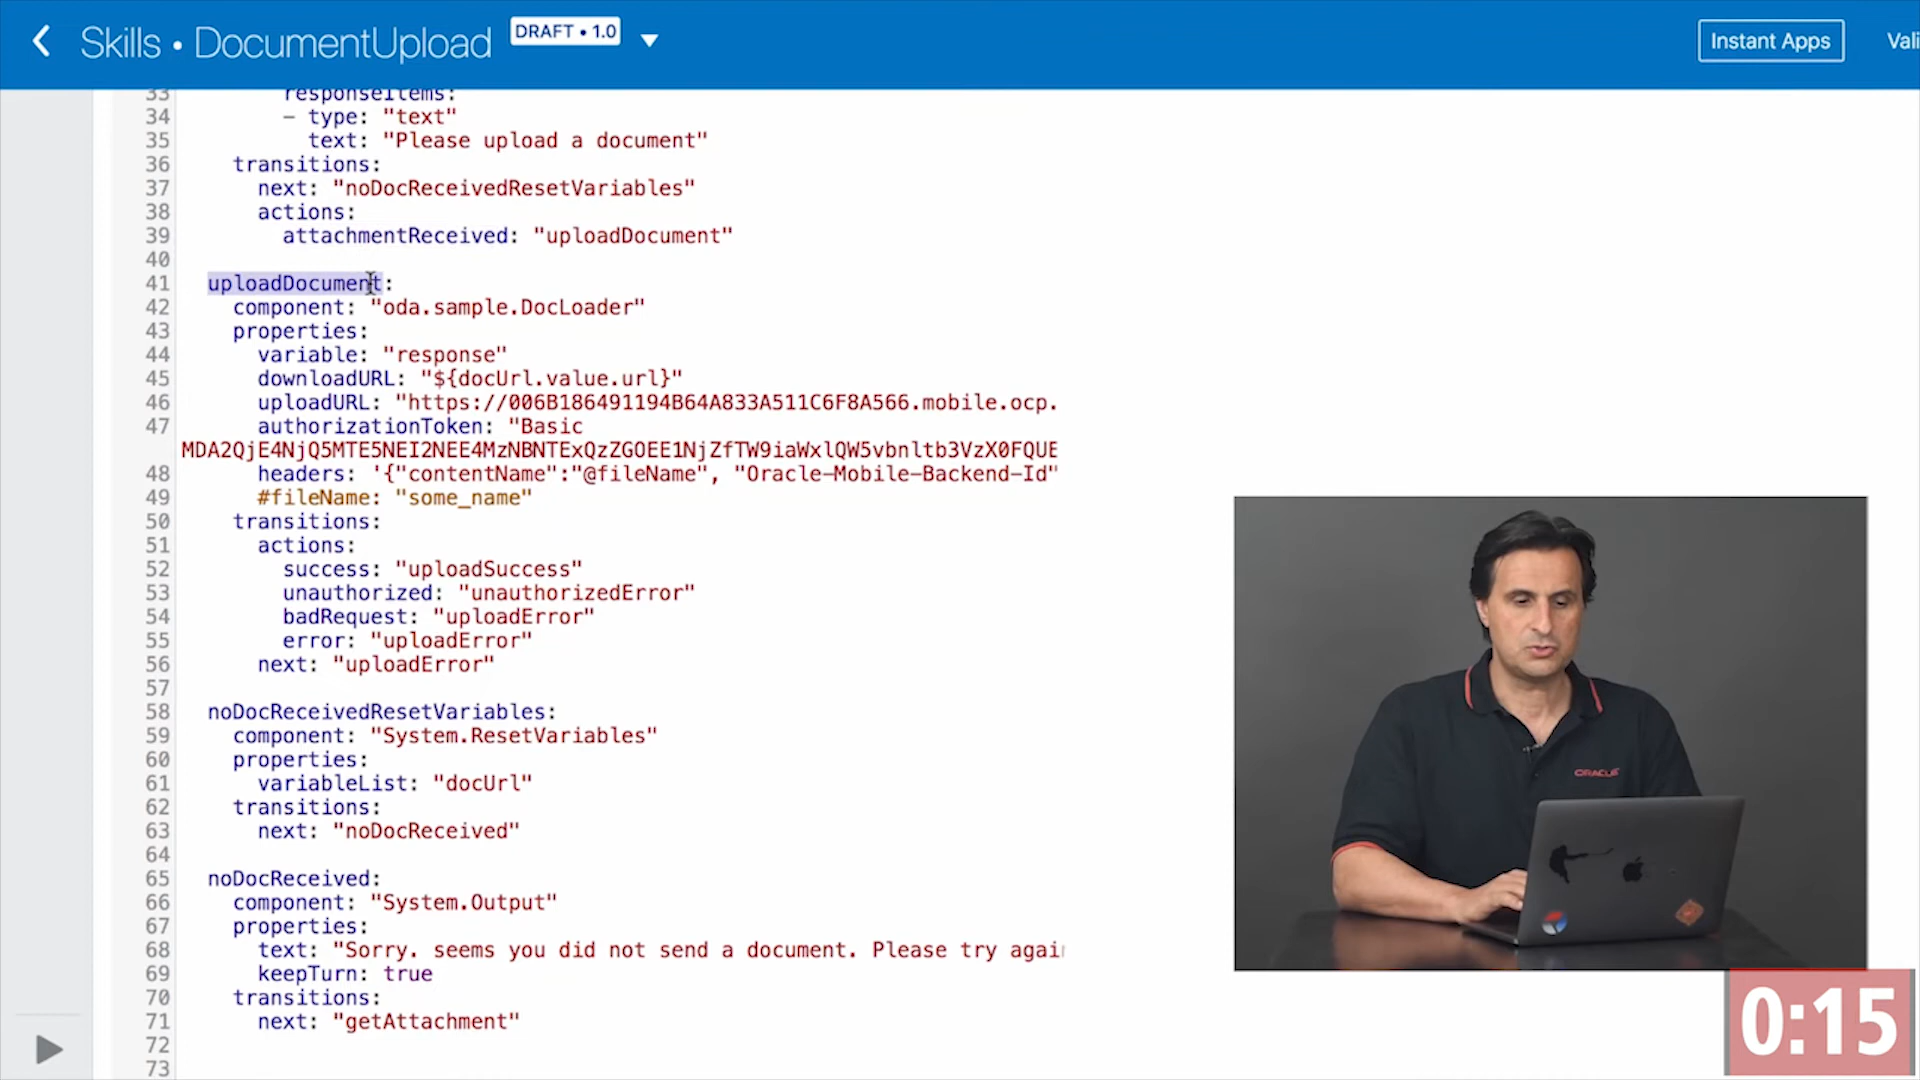 Skills • DocumentUpload DRAFT • 1.0 Instant Apps Vali
33 responseItems:
34 - type: "text"
35 text: "Please upload a document"
36 transitions:
37 next: "noDocReceivedResetVariables"
38 actions:
39 attachmentReceived: "uploadDocument"
40
41 uploadDocument:
42 component: "oda.sample.DocLoader"
43 properties:
44 variable: "response"
45 downloadURL: "${docUrl.value.url}"
46 uploadURL: "https://006B186491194B64A833A511C6F8A566.mobile.ocp.
47 authorizationToken: "Basic
MDA2QjE4NjQ5MTE5NEI2NEE4MzNBNTExQzZGOEE1NjZfTW9iaWxlQW5vbnltb3VzX0FQUE
48 headers: '{"contentName":"@fileName", "Oracle-Mobile-Backend-Id"
49 #fileName: "some_name"
50 transitions:
51 actions:
52 success: "uploadSuccess"
53 unauthorized: "unauthorizedError"
54 badRequest: "uploadError"
55 error: "uploadError"
56 next: "uploadError"
57
58 noDocReceivedResetVariables:
59 component: "System.ResetVariables"
60 properties:
61 variableList: "docUrl"
62 transitions:
63 next: "noDocReceived"
64
65 noDocReceived:
66 component: "System.Output"
67 properties:
68 text: "Sorry. seems you did not send a document. Please try again
69 keepTurn: true
70 transitions:
71 next: "getAttachment"
72
73
ORACLE
0:15